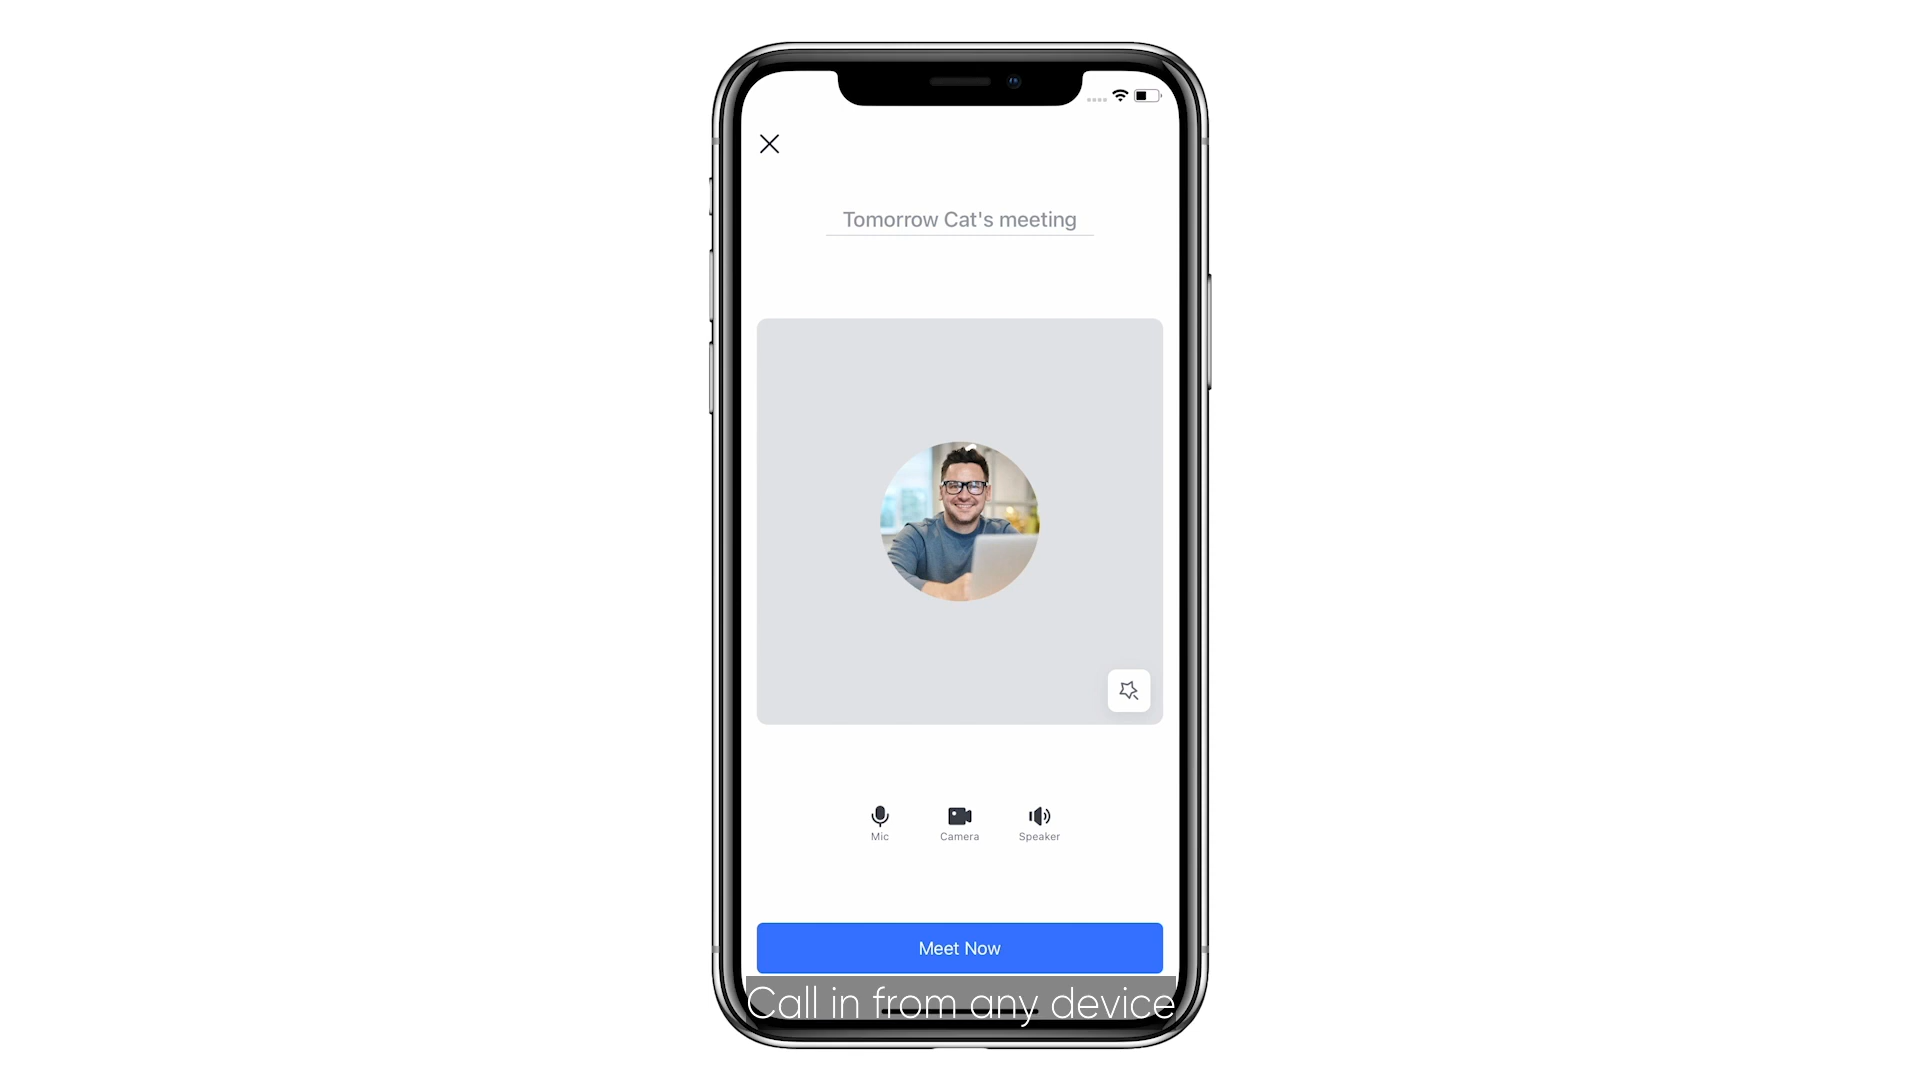 Tomorrow Cat's meeting
Mic
Camera
Speaker
Meet Now
Call in from any device